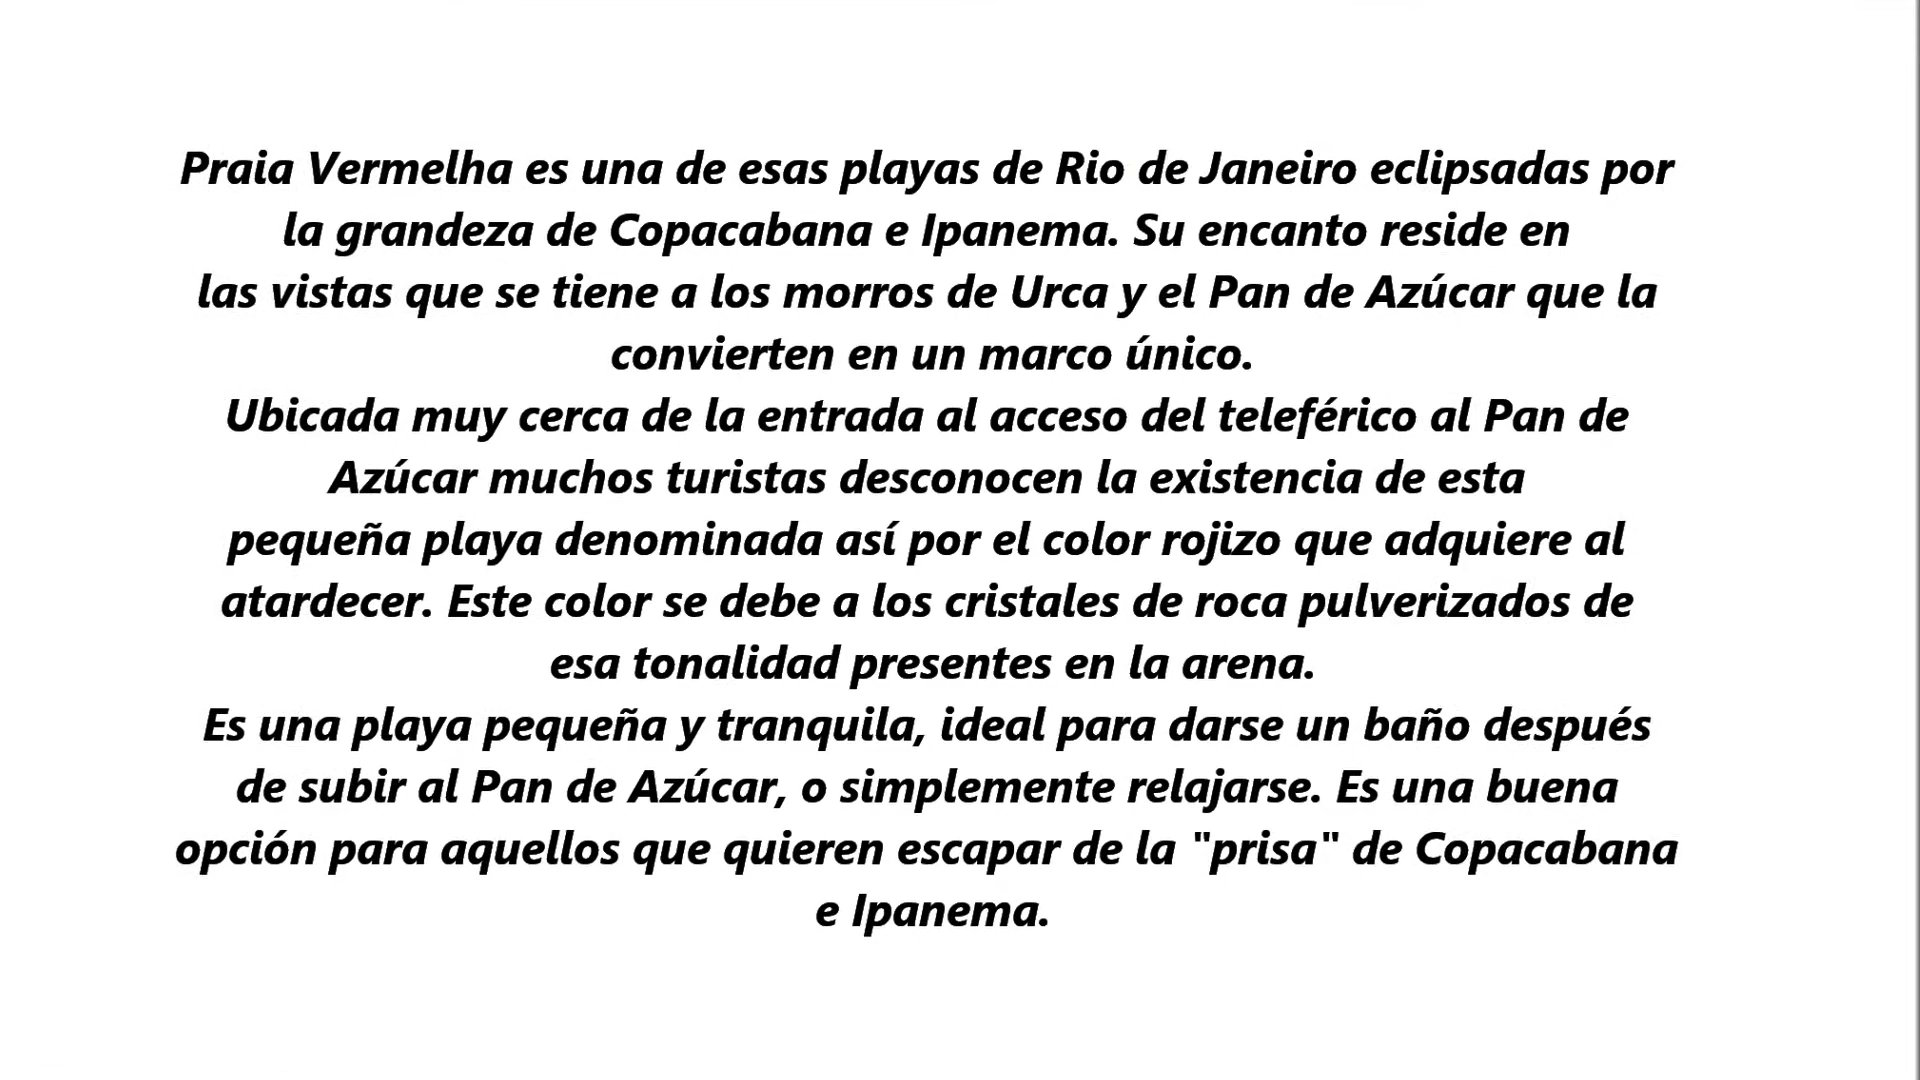 Praia Vermelha es una de esas playas de Rio de Janeiro eclipsadas por
la grandeza de Copacabana e Ipanema. Su encanto reside en
las vistas que se tiene a los morros de Urca y el Pan de Azúcar que la
convierten en un marco único.
Ubicada muy cerca de la entrada al acceso del teleférico al Pan de
Azúcar muchos turistas desconocen la existencia de esta
pequeña playa denominada así por el color rojizo que adquiere al
atardecer. Este color se debe a los cristales de roca pulverizados de
esa tonalidad presentes en la arena.
Es una playa pequeña y tranquila, ideal para darse un baño después
de subir al Pan de Azúcar, o simplemente relajarse. Es una buena
opción para aquellos que quieren escapar de la "prisa" de Copacabana
e Ipanema.